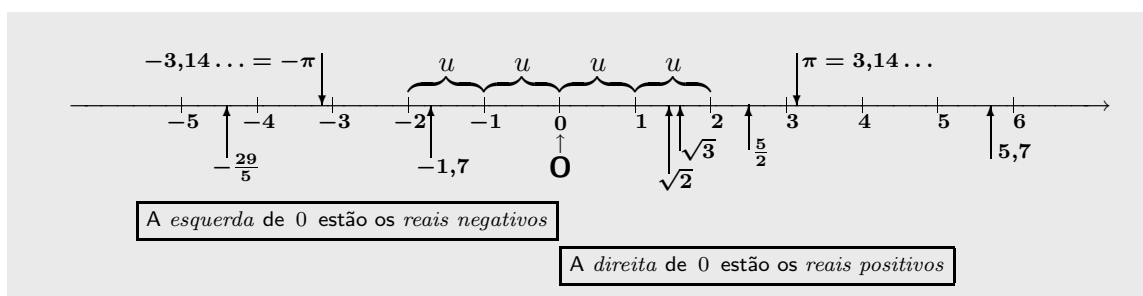 −3,14… = −π u u u u π = 3,14…
−5 −4 −3 −2 −1 0 1 2 3 4 5 6
−29/5 −1,7 O √2 √3 5/2 5,7
A esquerda de 0 estão os reais negativos
A direita de 0 estão os reais positivos